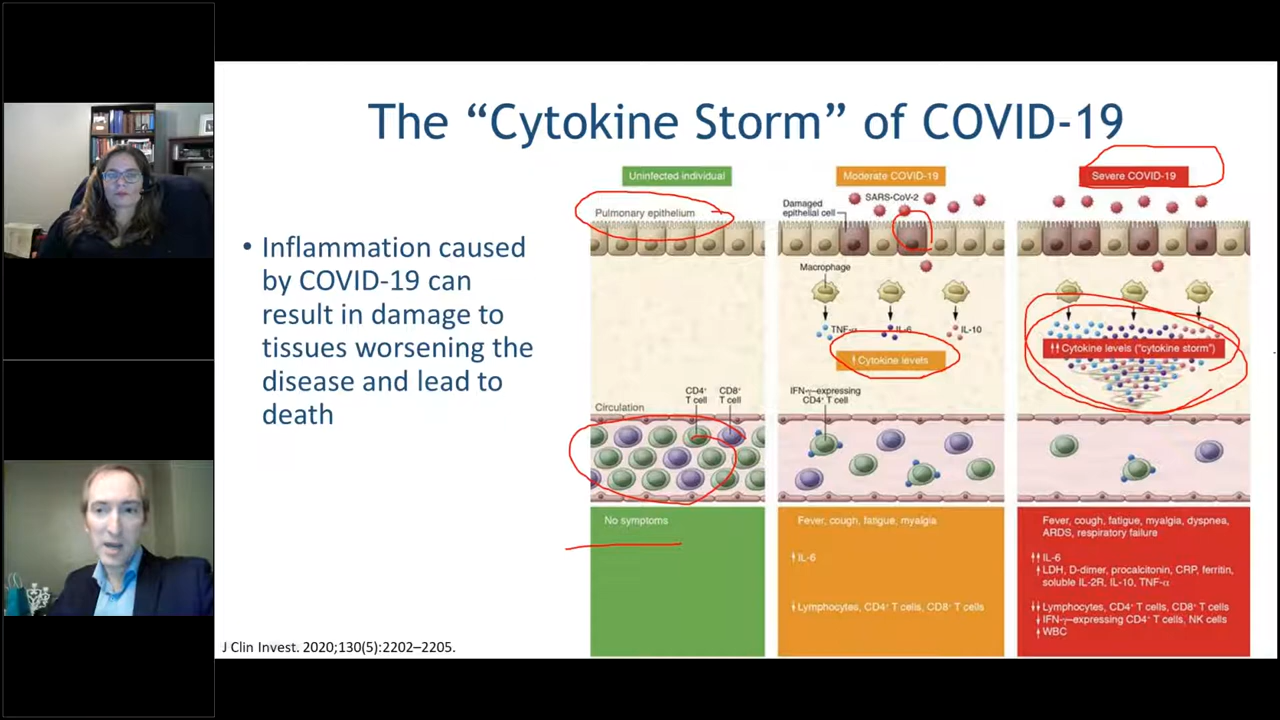 The “Cytokine Storm” of COVID-19
• Inflammation caused
by COVID-19 can
result in damage to
tissues worsening the
disease and lead to
death
J Clin Invest. 2020;130(5):2202–2205.
Uninfected individual
Pulmonary epithelium
CD4⁺
T cell
CD8⁺
T cell
Circulation
No symptoms
Moderate COVID-19
SARS-CoV-2
Damaged
epithelial cell
Macrophage
TNF-α
IL-6
IL-10
↑ Cytokine levels
IFN-γ–expressing
CD4⁺ T cell
Fever, cough, fatigue, myalgia
↑ IL-6
↓ Lymphocytes, CD4⁺ T cells, CD8⁺ T cells
Severe COVID-19
↑↑ Cytokine levels (“cytokine storm”)
Fever, cough, fatigue, myalgia, dyspnea,
ARDS, respiratory failure
↑↑ IL-6
↑ LDH, D-dimer, procalcitonin, CRP, ferritin,
soluble IL-2R, IL-10, TNF-α
↓↓ Lymphocytes, CD4⁺ T cells, CD8⁺ T cells
↓ IFN-γ–expressing CD4⁺ T cells, NK cells
↑ WBC